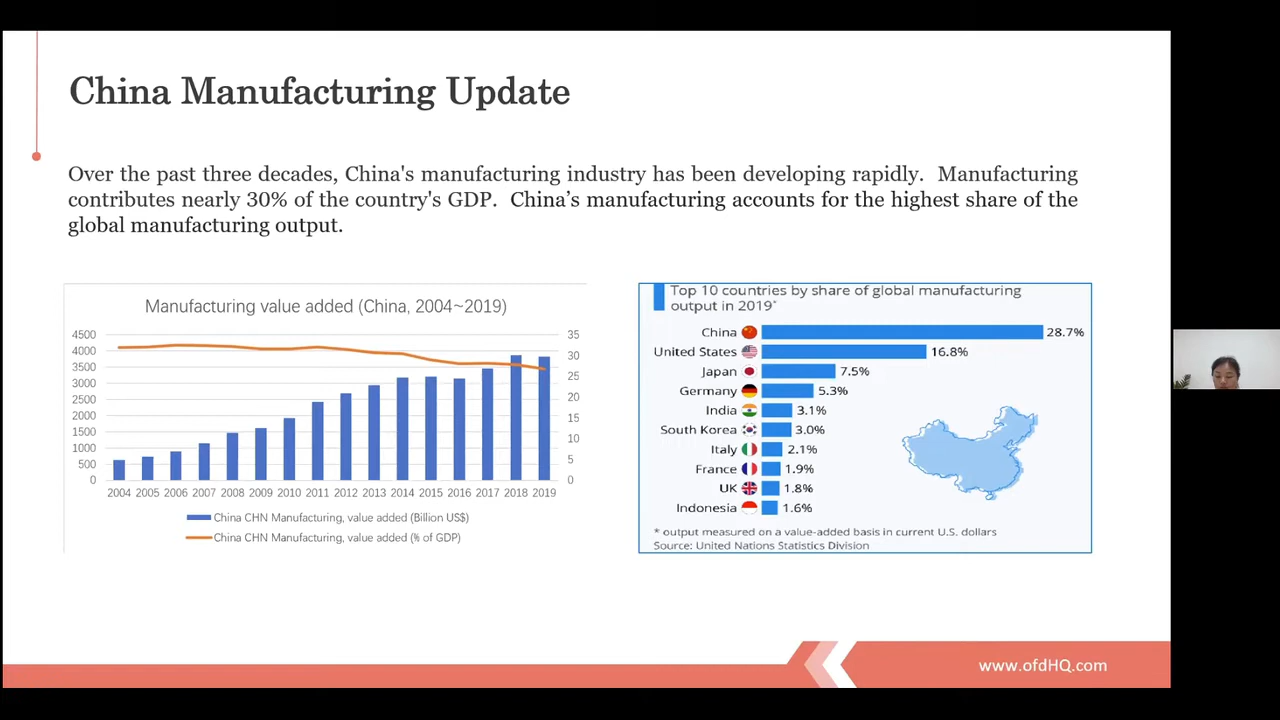 China Manufacturing Update
Over the past three decades, China's manufacturing industry has been developing rapidly.  Manufacturing
contributes nearly 30% of the country's GDP.  China’s manufacturing accounts for the highest share of the
global manufacturing output.
Manufacturing value added (China, 2004~2019)
4500 35
4000 30
3500 25
3000 20
2500 15
2000 10
1500 5
1000 0
500
0
2004 2005 2006 2007 2008 2009 2010 2011 2012 2013 2014 2015 2016 2017 2018 2019
China CHN Manufacturing, value added (Billion US$)
China CHN Manufacturing, value added (% of GDP)
Top 10 countries by share of global manufacturing
output in 2019*
China 28.7%
United States 16.8%
Japan 7.5%
Germany 5.3%
India 3.1%
South Korea 3.0%
Italy 2.1%
France 1.9%
UK 1.8%
Indonesia 1.6%
* output measured on a value-added basis in current U.S. dollars
Source: United Nations Statistics Division
www.ofdHQ.com